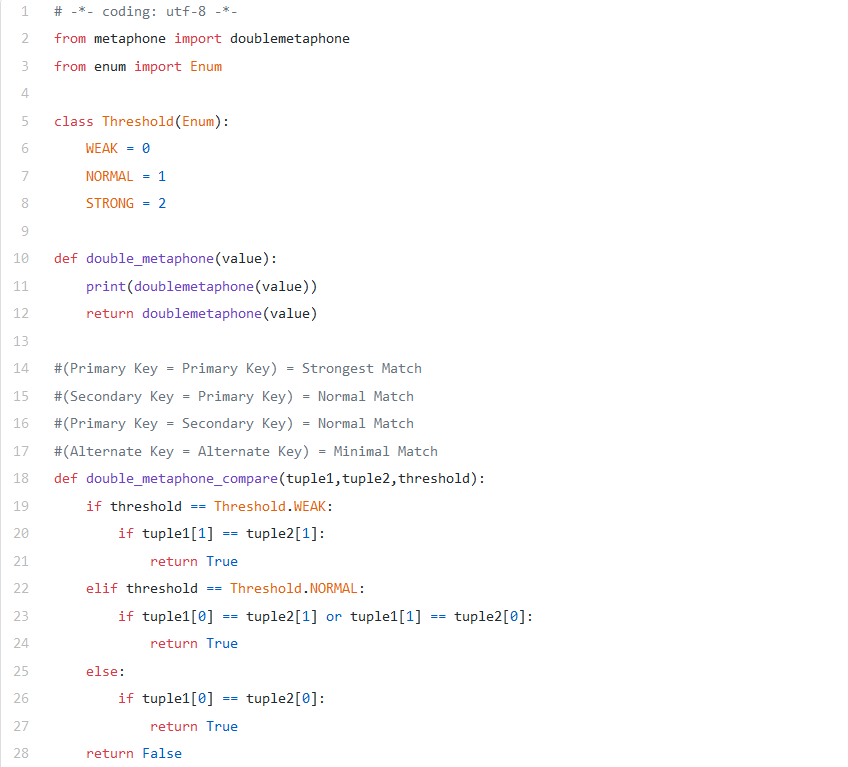 1 # -*- coding: utf-8 -*-
2 from metaphone import doublemetaphone
3 from enum import Enum
4
5 class Threshold(Enum):
6     WEAK = 0
7     NORMAL = 1
8     STRONG = 2
9
10 def double_metaphone(value):
11     print(doublemetaphone(value))
12     return doublemetaphone(value)
13
14 #(Primary Key = Primary Key) = Strongest Match
15 #(Secondary Key = Primary Key) = Normal Match
16 #(Primary Key = Secondary Key) = Normal Match
17 #(Alternate Key = Alternate Key) = Minimal Match
18 def double_metaphone_compare(tuple1,tuple2,threshold):
19     if threshold == Threshold.WEAK:
20         if tuple1[1] == tuple2[1]:
21             return True
22     elif threshold == Threshold.NORMAL:
23         if tuple1[0] == tuple2[1] or tuple1[1] == tuple2[0]:
24             return True
25     else:
26         if tuple1[0] == tuple2[0]:
27             return True
28     return False